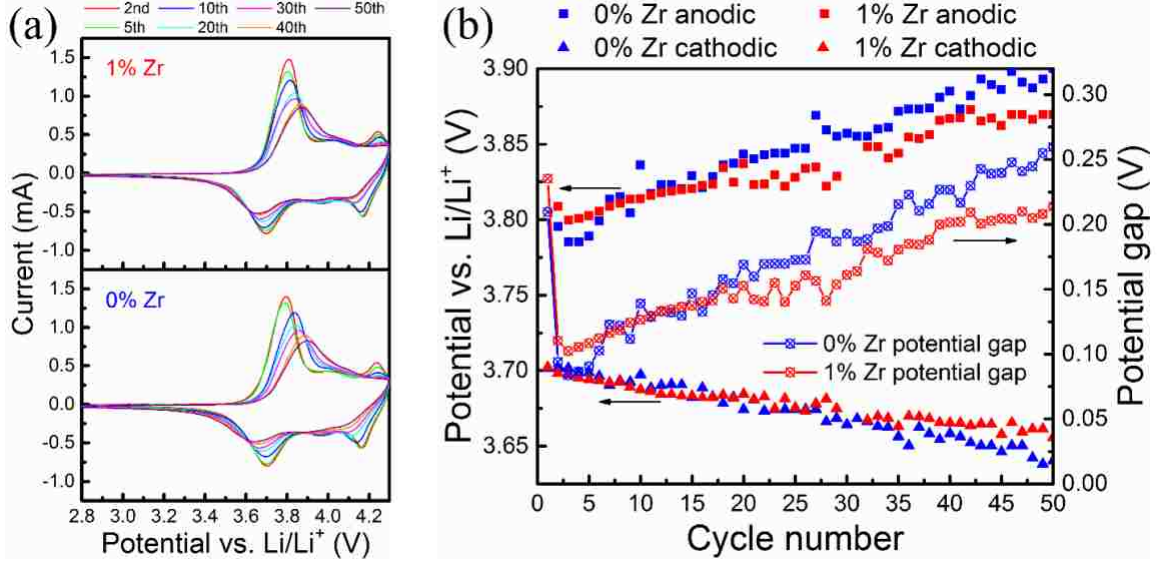 (a)
2nd 10th 30th 50th
5th 20th 40th
1% Zr
1.5
1.0
0.5
0.0
-0.5
-1.0
0% Zr
1.5
1.0
0.5
0.0
-0.5
-1.0
Current (mA)
2.8 3.0 3.2 3.4 3.6 3.8 4.0 4.2
Potential vs. Li/Li⁺ (V)
(b)
0% Zr anodic 1% Zr anodic
0% Zr cathodic 1% Zr cathodic
3.90
3.85
3.80
3.75
3.70
3.65
Potential vs. Li/Li⁺ (V)
0% Zr potential gap
1% Zr potential gap
0.30
0.25
0.20
0.15
0.10
0.05
0.00
Potential gap (V)
0 5 10 15 20 25 30 35 40 45 50
Cycle number